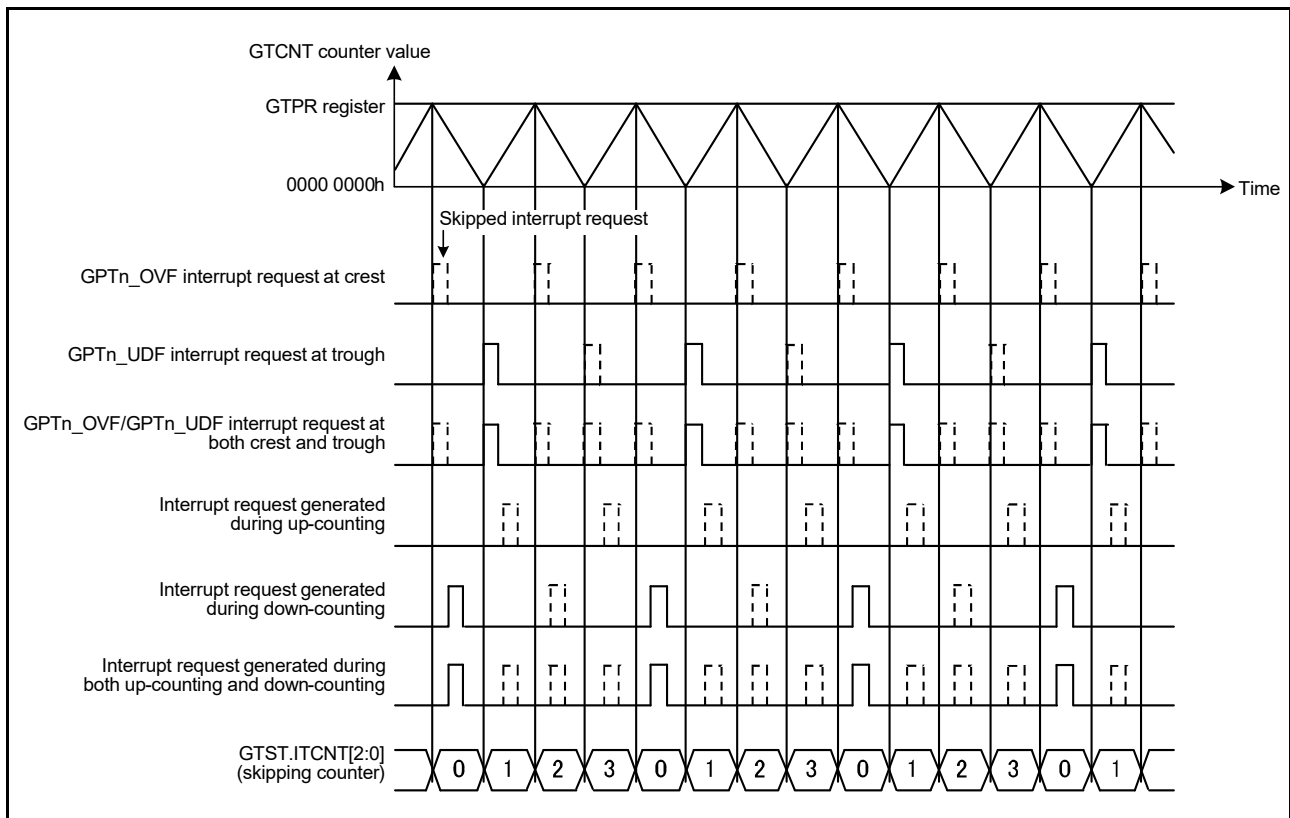 GTCNT counter value
GTPR register
0000 0000h
Time
Skipped interrupt request
GPTn_OVF interrupt request at crest
GPTn_UDF interrupt request at trough
GPTn_OVF/GPTn_UDF interrupt request at
both crest and trough
Interrupt request generated
during up-counting
Interrupt request generated
during down-counting
Interrupt request generated during
both up-counting and down-counting
GTST.ITCNT[2:0]
(skipping counter)
0 1 2 3 0 1 2 3 0 1 2 3 0 1